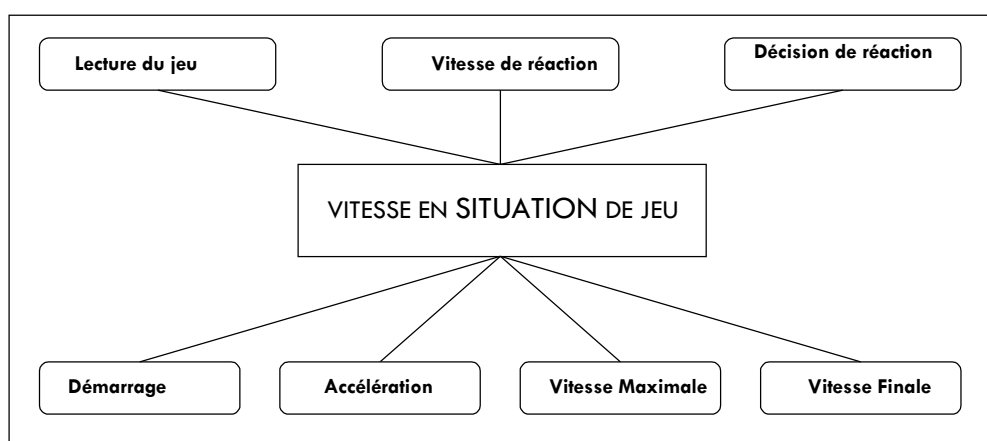 Lecture du jeu
Vitesse de réaction
Décision de réaction
VITESSE EN SITUATION DE JEU
Démarrage
Accélération
Vitesse Maximale
Vitesse Finale